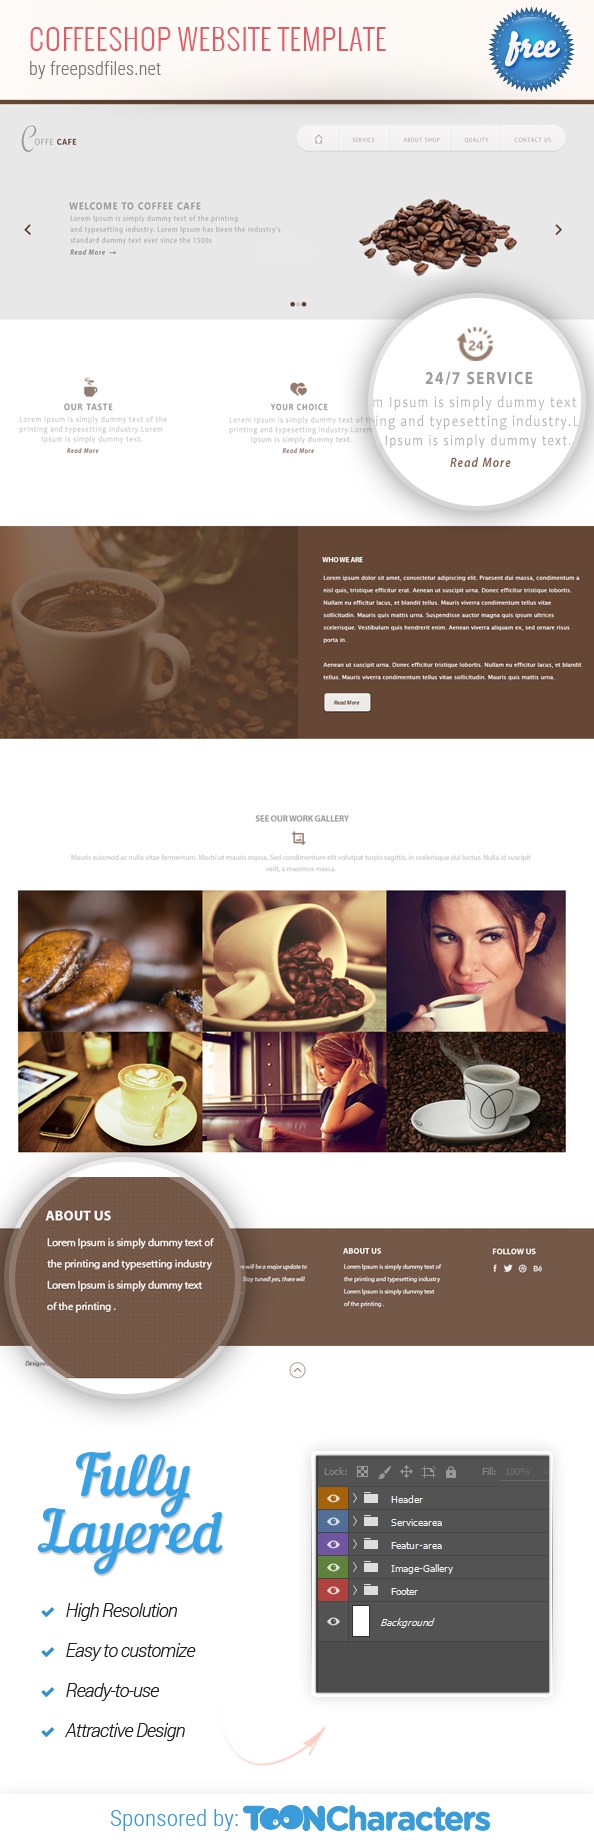 COFFEESHOP WEBSITE TEMPLATE
by freepsdfiles.net
free
COFFE CAFE
SERVICE
ABOUT SHOP
QUALITY
CONTACT US
WELCOME TO COFFEE CAFE
Lorem Ipsum is simply dummy text of the printing
and typesetting industry. Lorem Ipsum has been the industry's
standard dummy text ever since the 1500s
Read More →
OUR TASTE
Lorem Ipsum is simply dummy text of the
printing and typesetting industry.Lorem
Ipsum is simply dummy text.
Read More
YOUR CHOICE
Lorem Ipsum is simply dummy text of th
printing and typesetting industry.Lorem
Ipsum is simply dummy text.
Read More
24
24/7 SERVICE
m Ipsum is simply dummy text
ing and typesetting industry.L
Ipsum is simply dummy text.
Read More
WHO WE ARE
Lorem ipsum dolor sit amet, consectetur adipiscing elit. Praesent dui massa, condimentum a
nisl quis, tristique efficitur erat. Aenean ut suscipit urna. Donec efficitur tristique lobortis.
Nullam eu efficitur lacus, et blandit tellus. Mauris viverra condimentum tellus vitae
sollicitudin. Mauris quis mattis urna. Suspendisse auctor magna quis ipsum ultrices
scelerisque. Vestibulum quis hendrerit enim. Aenean viverra aliquam ex, sed ornare risus
porta in.
Aenean ut suscipit urna. Donec efficitur tristique lobortis. Nullam eu efficitur lacus, et blandit
tellus. Mauris viverra condimentum tellus vitae sollicitudin. Mauris quis mattis urna.
Read More
SEE OUR WORK GALLERY
Mauris euismod ac nulla vitae fermentum. Morbi ut mauris massa. Sed condimentum elit volutpat turpis sagittis, in scelerisque dui luctus. Nulla id suscipit
velit, a maximus massa.
ABOUT US
Lorem Ipsum is simply dummy text of
the printing and typesetting industry
Lorem Ipsum is simply dummy text
of the printing .
re will be a major update to
Stay tuned! yes, there will
ABOUT US
Lorem Ipsum is simply dummy text of
the printing and typesetting industry
Lorem Ipsum is simply dummy text
of the printing .
FOLLOW US
f
Bē
Designe
Fully
Layered
High Resolution
Easy to customize
Ready-to-use
Attractive Design
Lock:
Fill: 100%
Header
Servicearea
Featur-area
Image-Gallery
Footer
Background
Sponsored by: TOONCharacters